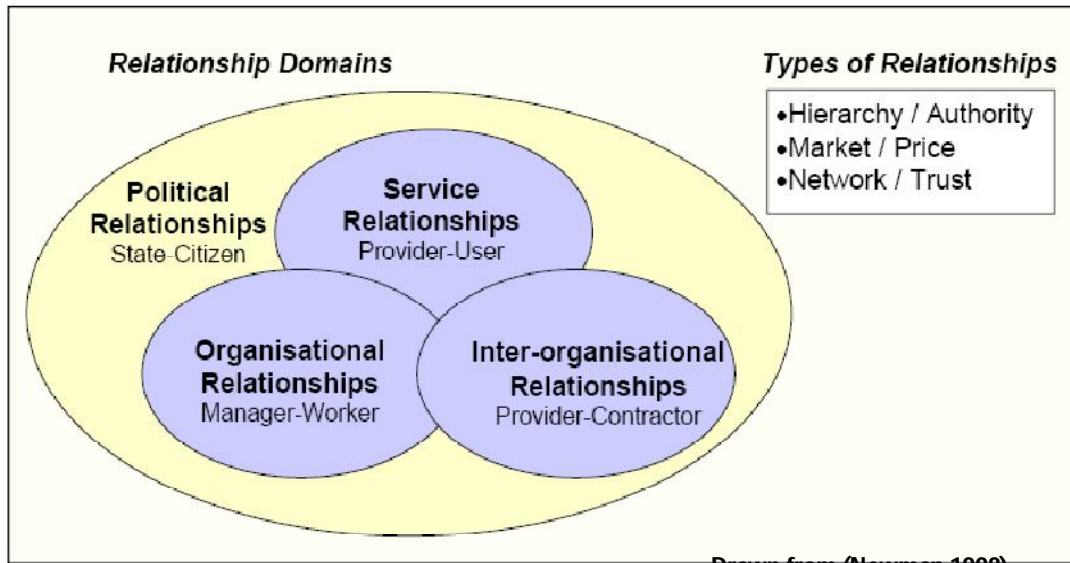 Relationship Domains
Types of Relationships
•Hierarchy / Authority
•Market / Price
•Network / Trust
Political
Relationships
State-Citizen
Service
Relationships
Provider-User
Organisational
Relationships
Manager-Worker
Inter-organisational
Relationships
Provider-Contractor
Drawn from (Newman